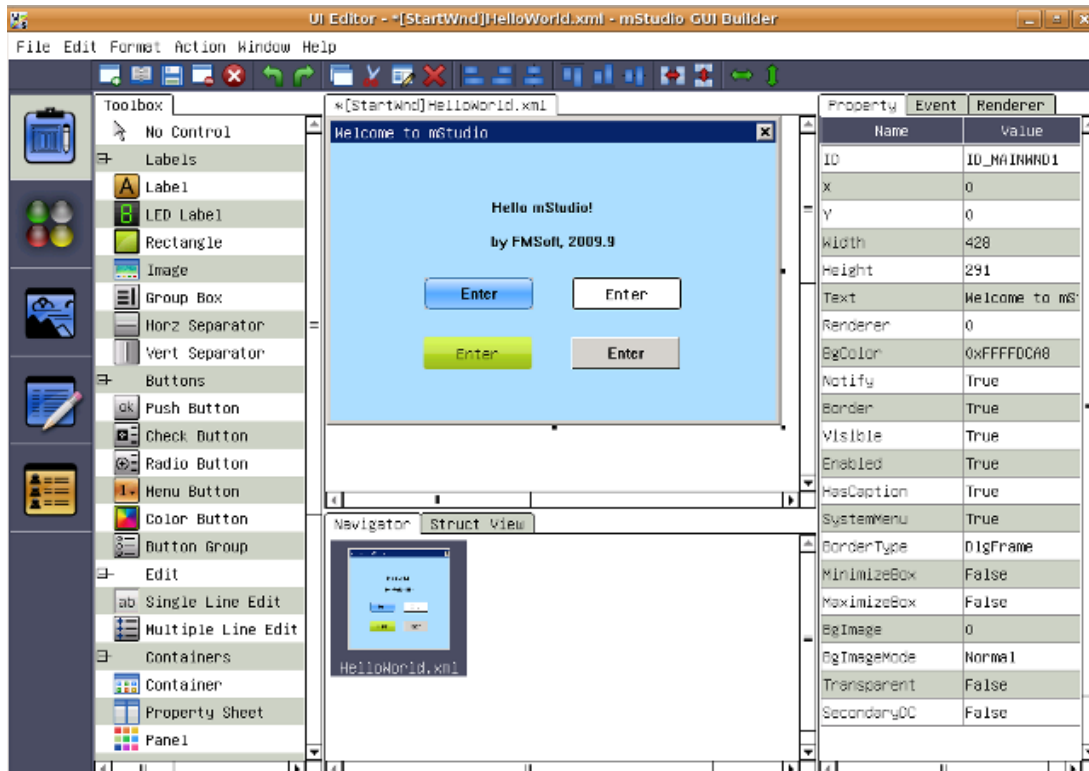 UI Editor - *[StartWnd]HelloWorld.xml - mStudio GUI Builder
File Edit Format Action Window Help
Toolbox
No Control
Labels
Label
LED Label
Rectangle
Image
Group Box
Horz Separator
Vert Separator
Buttons
Push Button
Check Button
Radio Button
Menu Button
Color Button
Button Group
Edit
Single Line Edit
Multiple Line Edit
Containers
Container
Property Sheet
Panel
*[StartWnd]HelloWorld.xml
Welcome to mStudio
Hello mStudio!
by FMSoft, 2009.9
Enter Enter
Enter Enter
Navigator Struct View
HelloWorld.xml
Property Event Renderer
Name Value
ID ID_MAINWND1
X 0
Y 0
Width 428
Height 291
Text Welcome to mS
Renderer 0
BgColor 0xFFFFDCA8
Notify True
Border True
Visible True
Enabled True
HasCaption True
SystemMenu True
BorderType DlgFrame
MinimizeBox False
MaximizeBox False
BgImage 0
BgImageMode Normal
Transparent False
SecondaryDC False